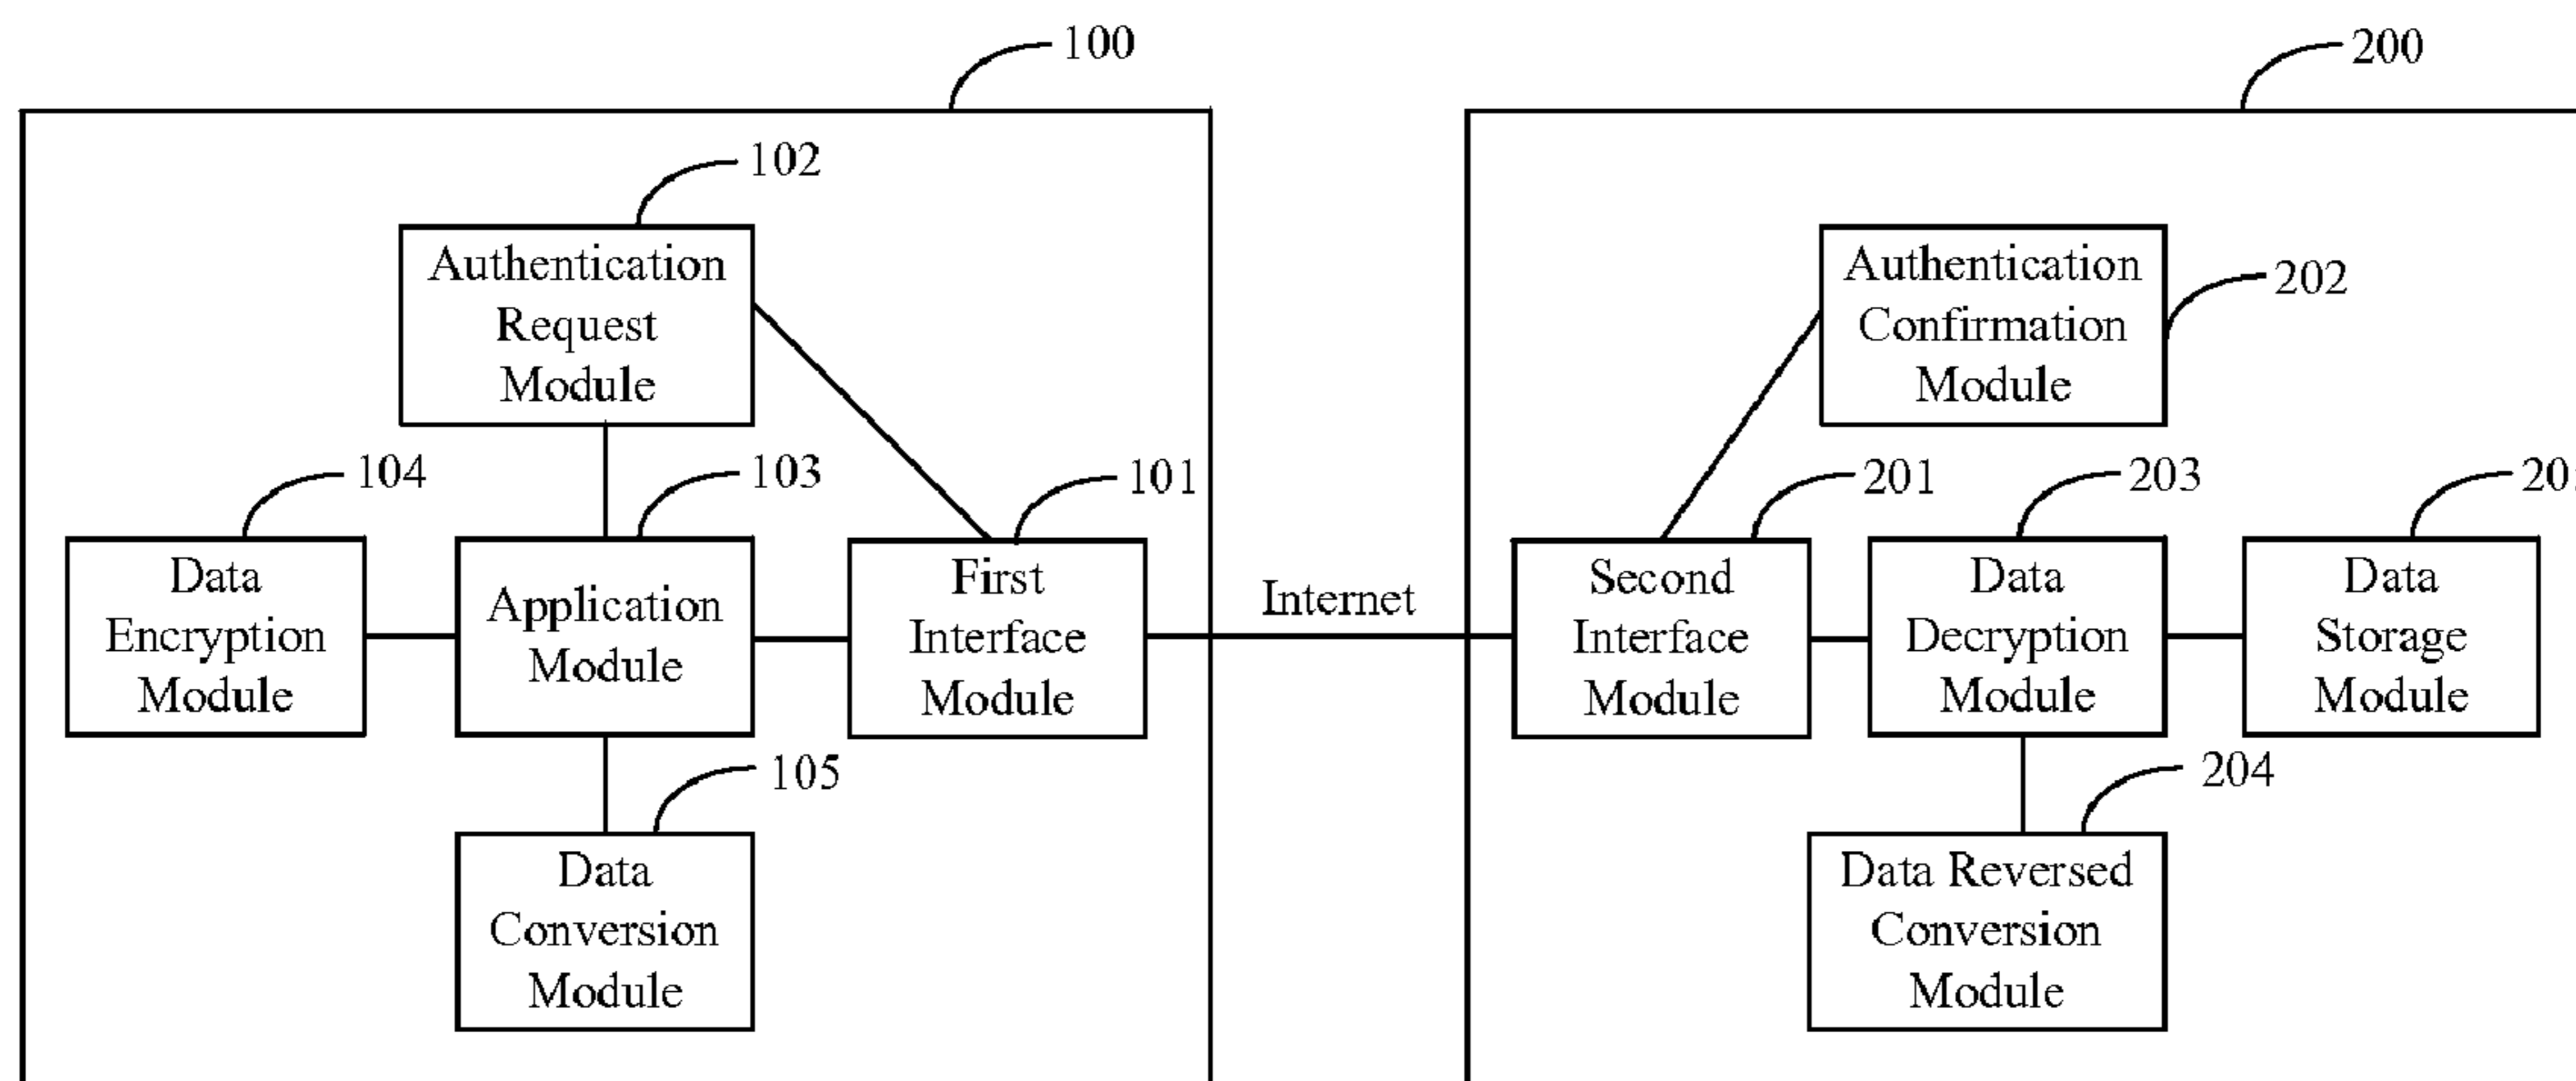 100
200
102
Authentication
Request
Module
Authentication
Confirmation
Module
202
104
103
101
201
203
Data
Encryption
Module
Application
Module
First
Interface
Module
Internet
Second
Interface
Module
Data
Decryption
Module
Data
Storage
Module
105
204
Data
Conversion
Module
Data Reversed
Conversion
Module